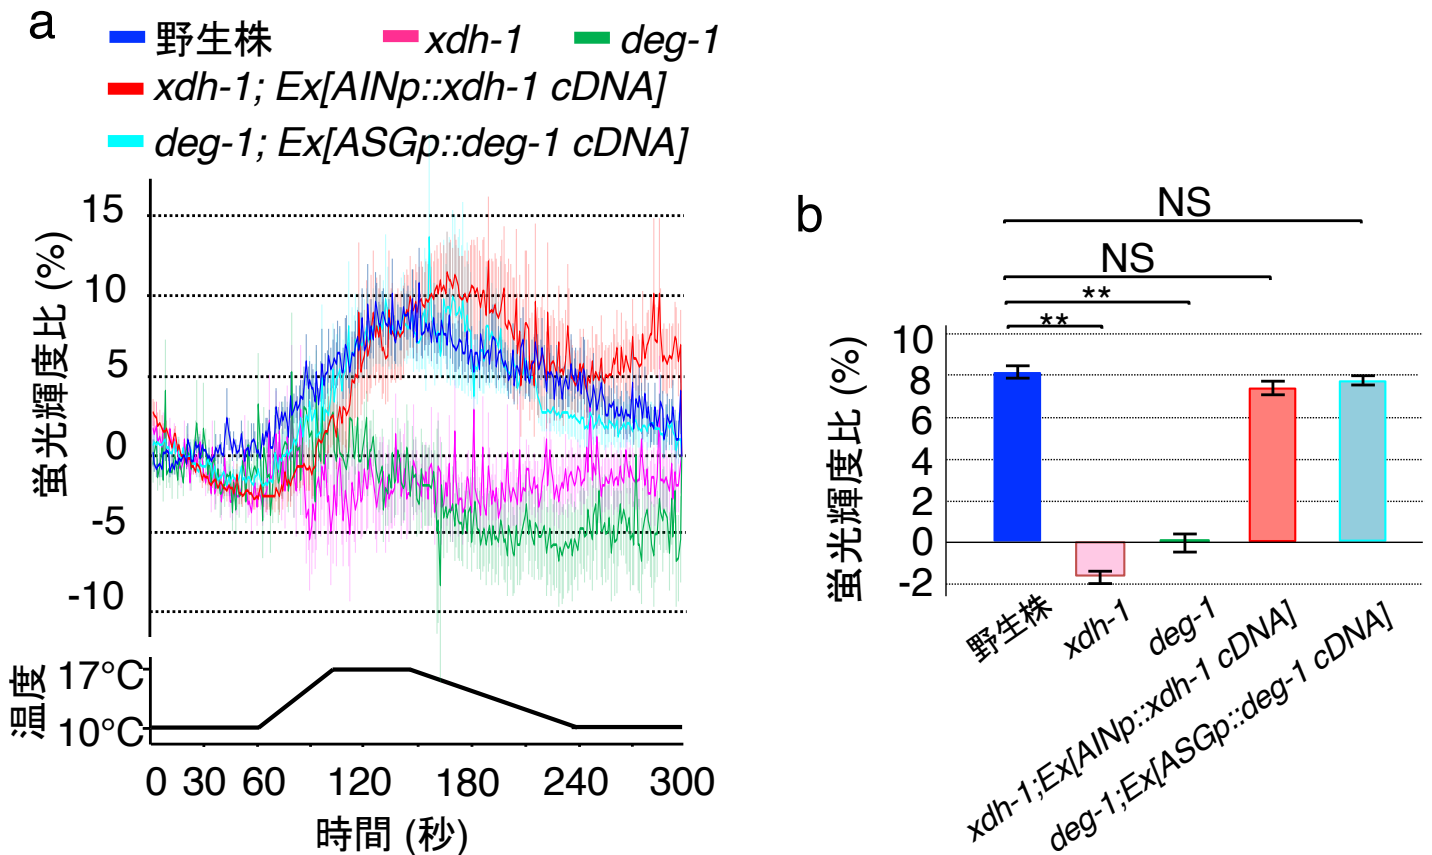 a
野生株 xdh-1 deg-1
xdh-1; Ex[AINp::xdh-1 cDNA]
deg-1; Ex[ASGp::deg-1 cDNA]
蛍光輝度比 (%)
15
10
5
0
-5
-10
温度
17°C
10°C
0 30 60 120 180 240 300
時間 (秒)
b
NS
NS
**
**
蛍光輝度比 (%)
10
8
6
4
2
0
-2
野生株
xdh-1
deg-1
xdh-1;Ex[AINp::xdh-1 cDNA]
deg-1;Ex[ASGp::deg-1 cDNA]